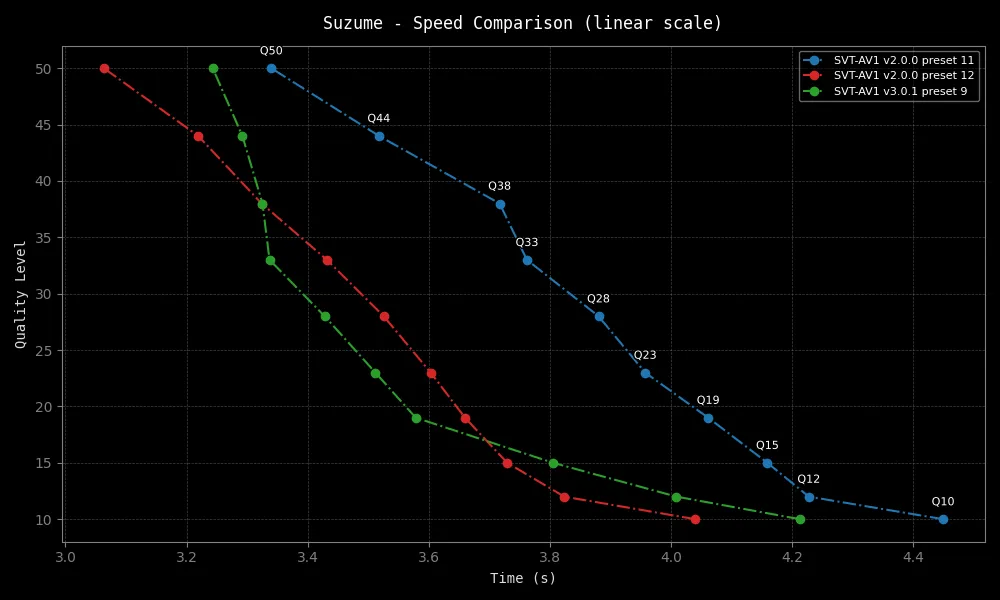 Suzume - Speed Comparison (linear scale)
SVT-AV1 v2.0.0 preset 11
SVT-AV1 v2.0.0 preset 12
SVT-AV1 v3.0.1 preset 9
Q50
Q44
Q38
Q33
Q28
Q23
Q19
Q15
Q12
Q10
Quality Level
50
45
40
35
30
25
20
15
10
3.0 3.2 3.4 3.6 3.8 4.0 4.2 4.4
Time (s)